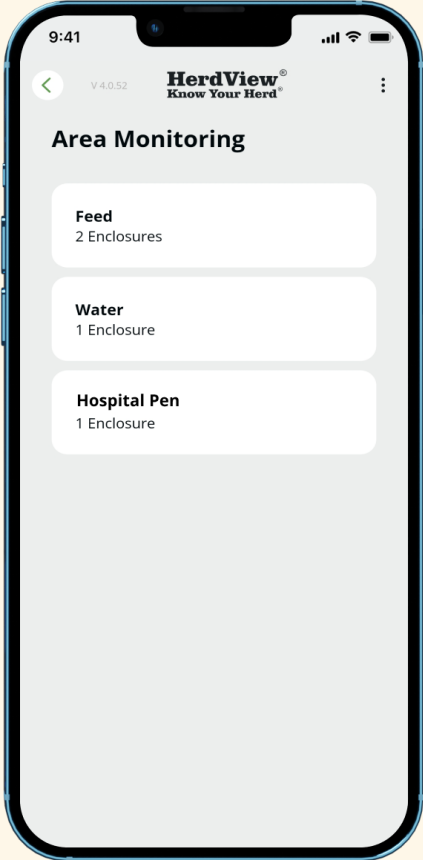 9:41
V 4.0.52
HerdView®
Know Your Herd®
Area Monitoring
Feed
2 Enclosures
Water
1 Enclosure
Hospital Pen
1 Enclosure